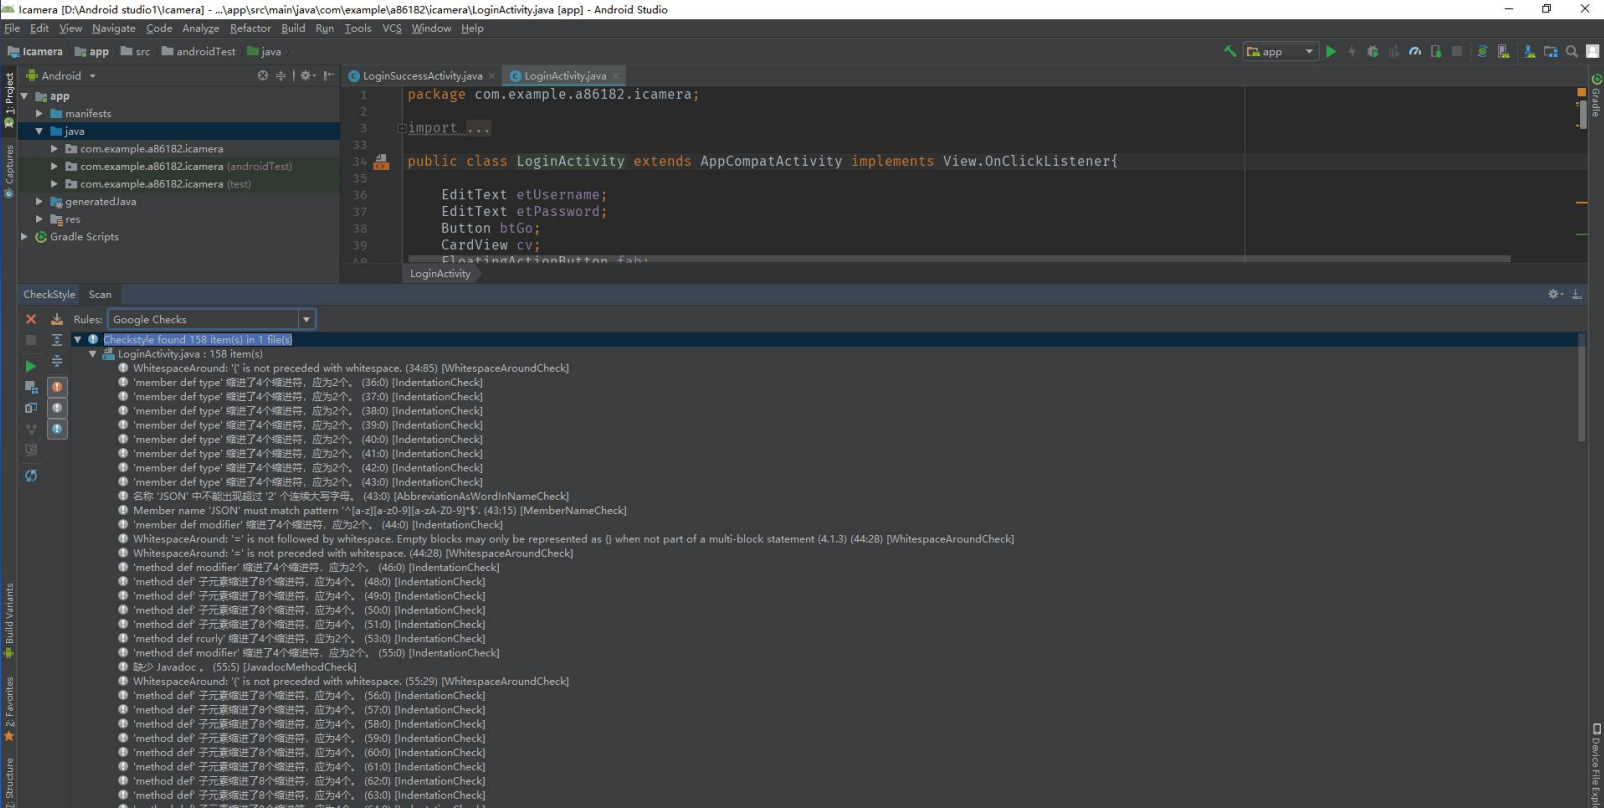 Icamera [D:\Android studio1\Icamera] - ...\app\src\main\java\com\example\a86182\icamera\LoginActivity.java [app] - Android Studio
File Edit View Navigate Code Analyze Refactor Build Run Tools VCS Window Help
Icamera app src androidTest java
app
1: Project
Android
LoginSuccessActivity.java
LoginActivity.java
Gradle
app
manifests
java
com.example.a86182.icamera
com.example.a86182.icamera (androidTest)
com.example.a86182.icamera (test)
generatedJava
res
Gradle Scripts
Captures
1 package com.example.a86182.icamera;
2
3 import ...
33
34 public class LoginActivity extends AppCompatActivity implements View.OnClickListener{
35
36 EditText etUsername;
37 EditText etPassword;
38 Button btGo;
39 CardView cv;
40 FloatingActionButton fab;
LoginActivity
CheckStyle Scan
Rules: Google Checks
Checkstyle found 158 item(s) in 1 file(s)
LoginActivity.java : 158 item(s)
WhitespaceAround: '{' is not preceded with whitespace. (34:85) [WhitespaceAroundCheck]
'member def type' 缩进了4个缩进符，应为2个。 (36:0) [IndentationCheck]
'member def type' 缩进了4个缩进符，应为2个。 (37:0) [IndentationCheck]
'member def type' 缩进了4个缩进符，应为2个。 (38:0) [IndentationCheck]
'member def type' 缩进了4个缩进符，应为2个。 (39:0) [IndentationCheck]
'member def type' 缩进了4个缩进符，应为2个。 (40:0) [IndentationCheck]
'member def type' 缩进了4个缩进符，应为2个。 (41:0) [IndentationCheck]
'member def type' 缩进了4个缩进符，应为2个。 (42:0) [IndentationCheck]
'member def type' 缩进了4个缩进符，应为2个。 (43:0) [IndentationCheck]
名称 'JSON' 中不能出现超过 '2' 个连续大写字母。 (43:0) [AbbreviationAsWordInNameCheck]
Member name 'JSON' must match pattern '^[a-z][a-z0-9][a-zA-Z0-9]*$'. (43:15) [MemberNameCheck]
'member def modifier' 缩进了4个缩进符，应为2个。 (44:0) [IndentationCheck]
WhitespaceAround: '=' is not followed by whitespace. Empty blocks may only be represented as {} when not part of a multi-block statement (4.1.3) (44:28) [WhitespaceAroundCheck]
WhitespaceAround: '=' is not preceded with whitespace. (44:28) [WhitespaceAroundCheck]
'method def modifier' 缩进了4个缩进符，应为2个。 (46:0) [IndentationCheck]
'method def' 子元素缩进了8个缩进符，应为4个。 (48:0) [IndentationCheck]
'method def' 子元素缩进了8个缩进符，应为4个。 (49:0) [IndentationCheck]
'method def' 子元素缩进了8个缩进符，应为4个。 (50:0) [IndentationCheck]
'method def' 子元素缩进了8个缩进符，应为4个。 (51:0) [IndentationCheck]
'method def rcurly' 缩进了4个缩进符，应为2个。 (53:0) [IndentationCheck]
'method def modifier' 缩进了4个缩进符，应为2个。 (55:0) [IndentationCheck]
缺少 Javadoc 。 (55:5) [JavadocMethodCheck]
WhitespaceAround: '{' is not preceded with whitespace. (55:29) [WhitespaceAroundCheck]
'method def' 子元素缩进了8个缩进符，应为4个。 (56:0) [IndentationCheck]
'method def' 子元素缩进了8个缩进符，应为4个。 (57:0) [IndentationCheck]
'method def' 子元素缩进了8个缩进符，应为4个。 (58:0) [IndentationCheck]
'method def' 子元素缩进了8个缩进符，应为4个。 (59:0) [IndentationCheck]
'method def' 子元素缩进了8个缩进符，应为4个。 (60:0) [IndentationCheck]
'method def' 子元素缩进了8个缩进符，应为4个。 (61:0) [IndentationCheck]
'method def' 子元素缩进了8个缩进符，应为4个。 (62:0) [IndentationCheck]
'method def' 子元素缩进了8个缩进符，应为4个。 (63:0) [IndentationCheck]
Build Variants
2: Favorites
Z: Structure
Device File Explo